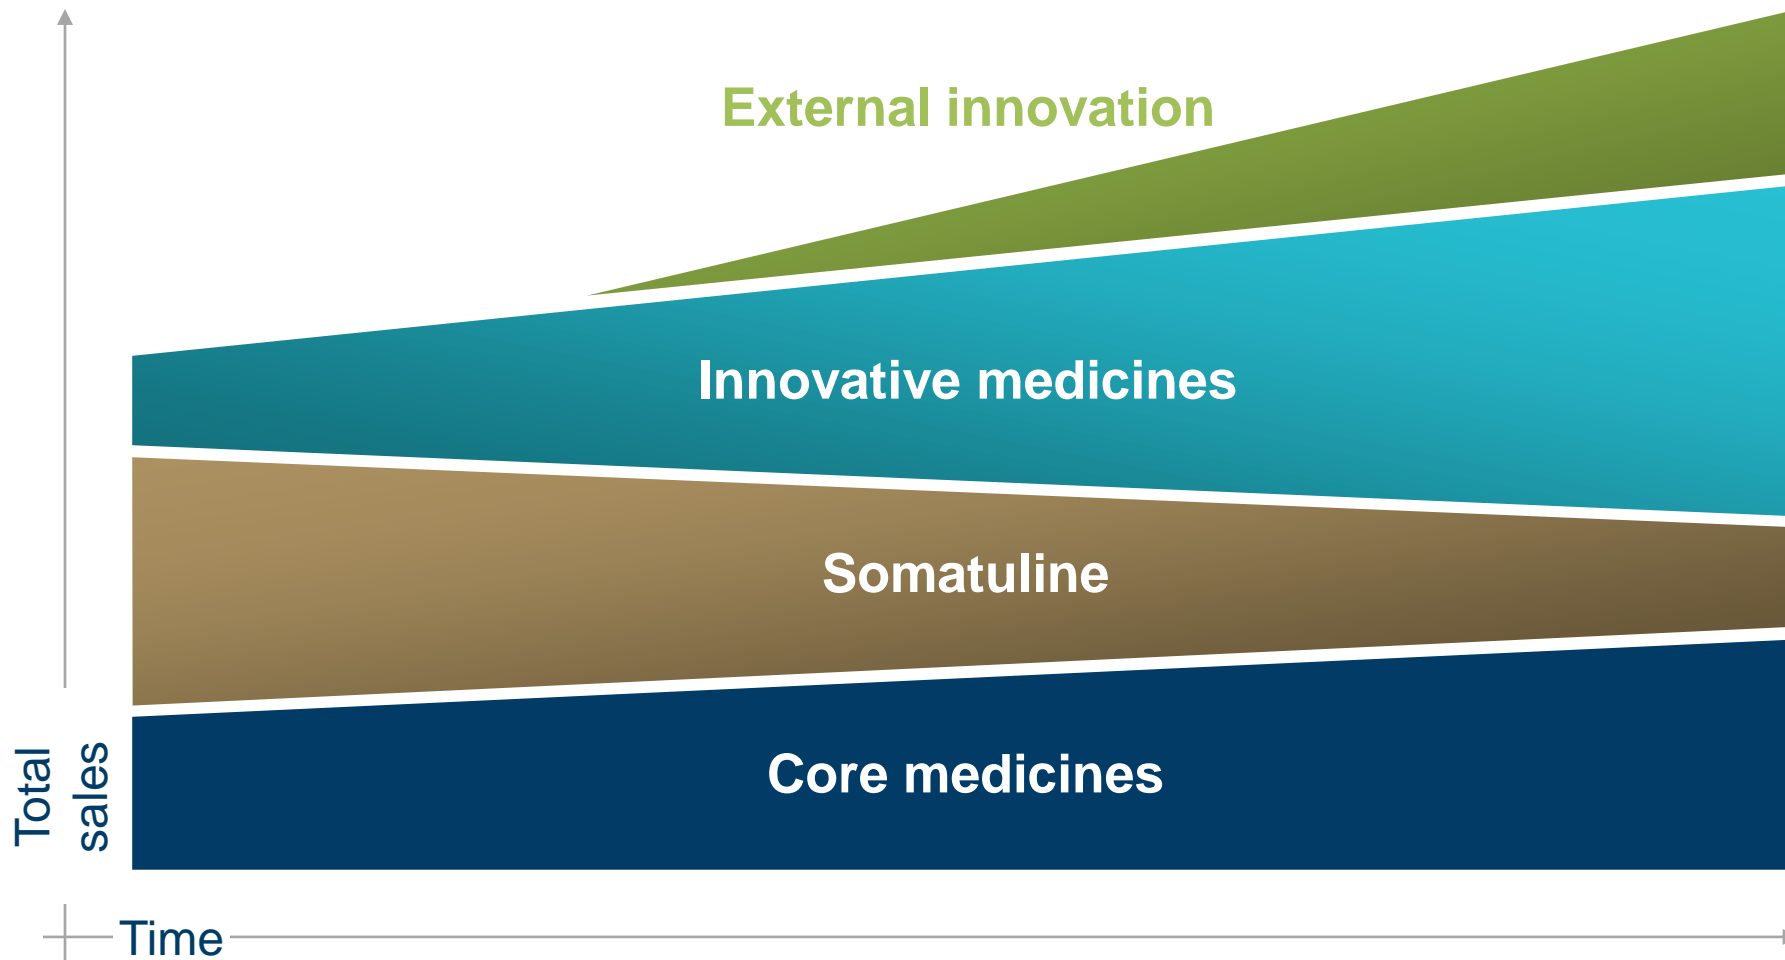 External innovation
Innovative medicines
Somatuline
Core medicines
Total
sales
Time